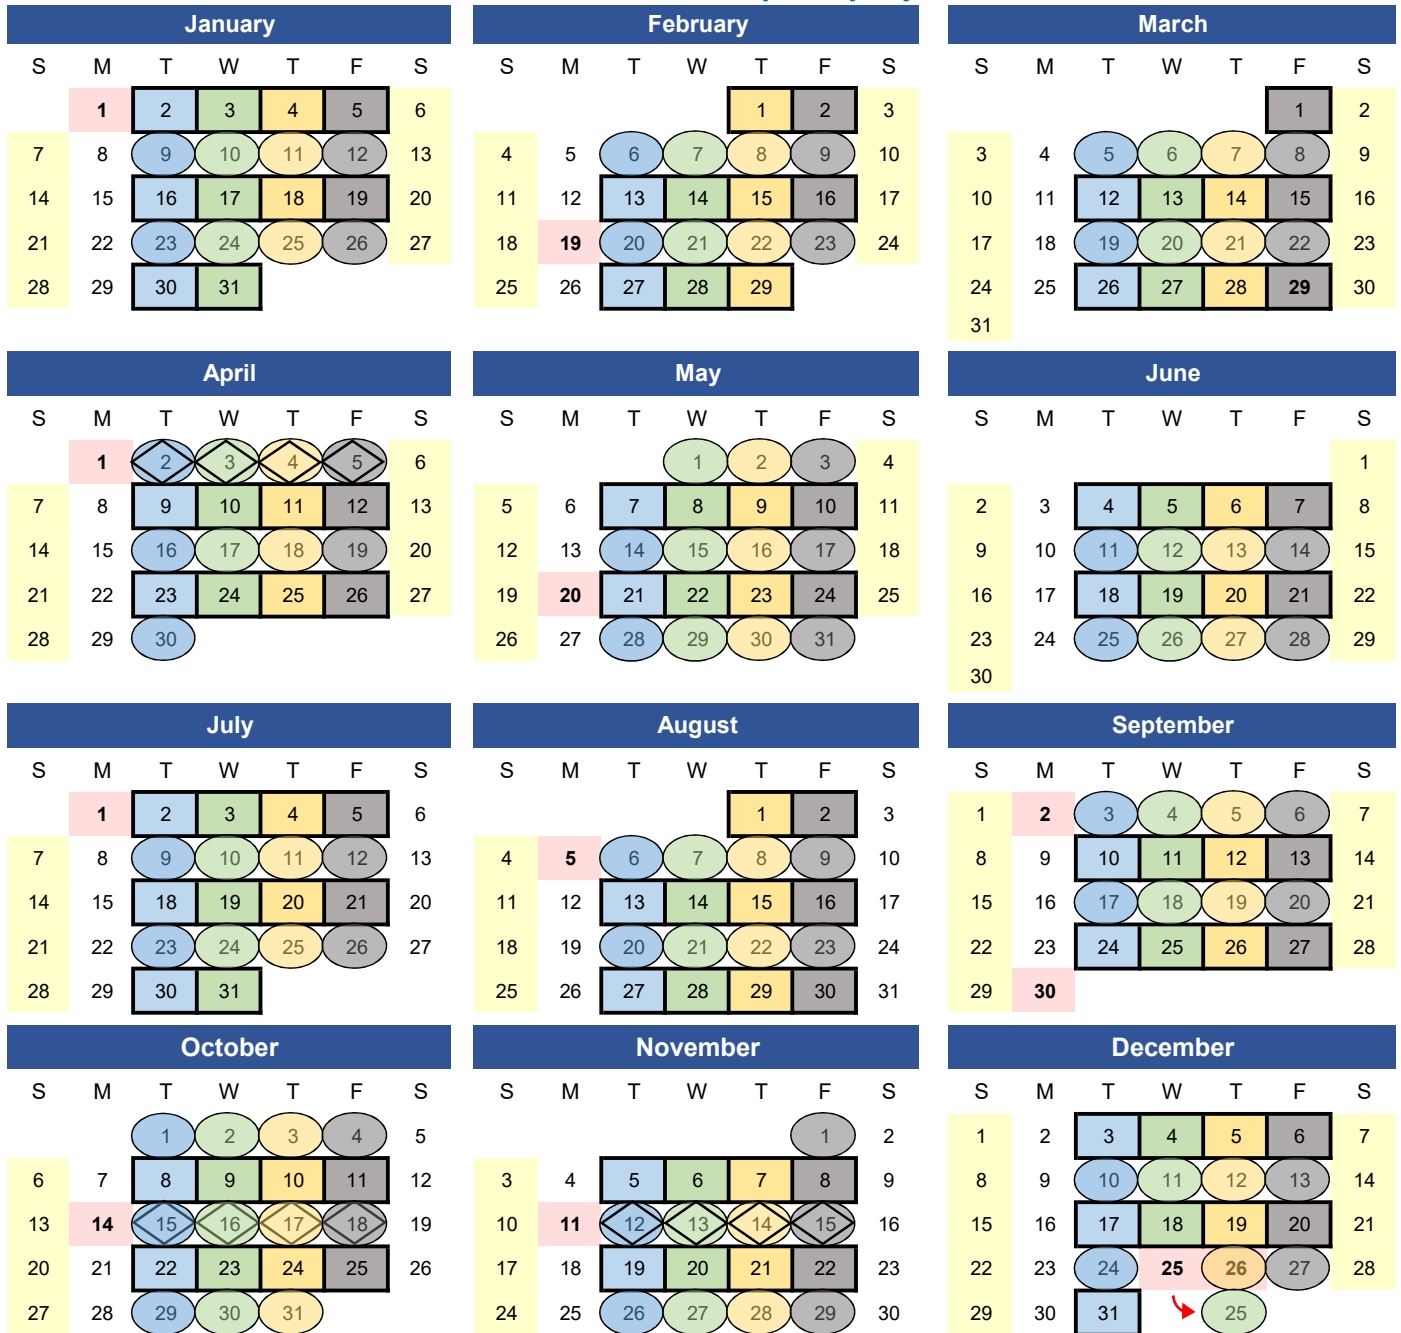 January February March
S M T W T F S S M T W T F S S M T W T F S
1 2 3 4 5 6 1 2 3 1 2
7 8 9 10 11 12 13 4 5 6 7 8 9 10 3 4 5 6 7 8 9
14 15 16 17 18 19 20 11 12 13 14 15 16 17 10 11 12 13 14 15 16
21 22 23 24 25 26 27 18 19 20 21 22 23 24 17 18 19 20 21 22 23
28 29 30 31 25 26 27 28 29 24 25 26 27 28 29 30
31
April May June
S M T W T F S S M T W T F S S M T W T F S
1 2 3 4 5 6 1 2 3 4 1
7 8 9 10 11 12 13 5 6 7 8 9 10 11 2 3 4 5 6 7 8
14 15 16 17 18 19 20 12 13 14 15 16 17 18 9 10 11 12 13 14 15
21 22 23 24 25 26 27 19 20 21 22 23 24 25 16 17 18 19 20 21 22
28 29 30 26 27 28 29 30 31 23 24 25 26 27 28 29
30
July August September
S M T W T F S S M T W T F S S M T W T F S
1 2 3 4 5 6 1 2 3 1 2 3 4 5 6 7
7 8 9 10 11 12 13 4 5 6 7 8 9 10 8 9 10 11 12 13 14
14 15 18 19 20 21 20 11 12 13 14 15 16 17 15 16 17 18 19 20 21
21 22 23 24 25 26 27 18 19 20 21 22 23 24 22 23 24 25 26 27 28
28 29 30 31 25 26 27 28 29 30 31 29 30
October November December
S M T W T F S S M T W T F S S M T W T F S
1 2 3 4 5 1 2 1 2 3 4 5 6 7
6 7 8 9 10 11 12 3 4 5 6 7 8 9 8 9 10 11 12 13 14
13 14 15 16 17 18 19 10 11 12 13 14 15 16 15 16 17 18 19 20 21
20 21 22 23 24 25 26 17 18 19 20 21 22 23 22 23 24 25 26 27 28
27 28 29 30 31 24 25 26 27 28 29 30 29 30 31 25